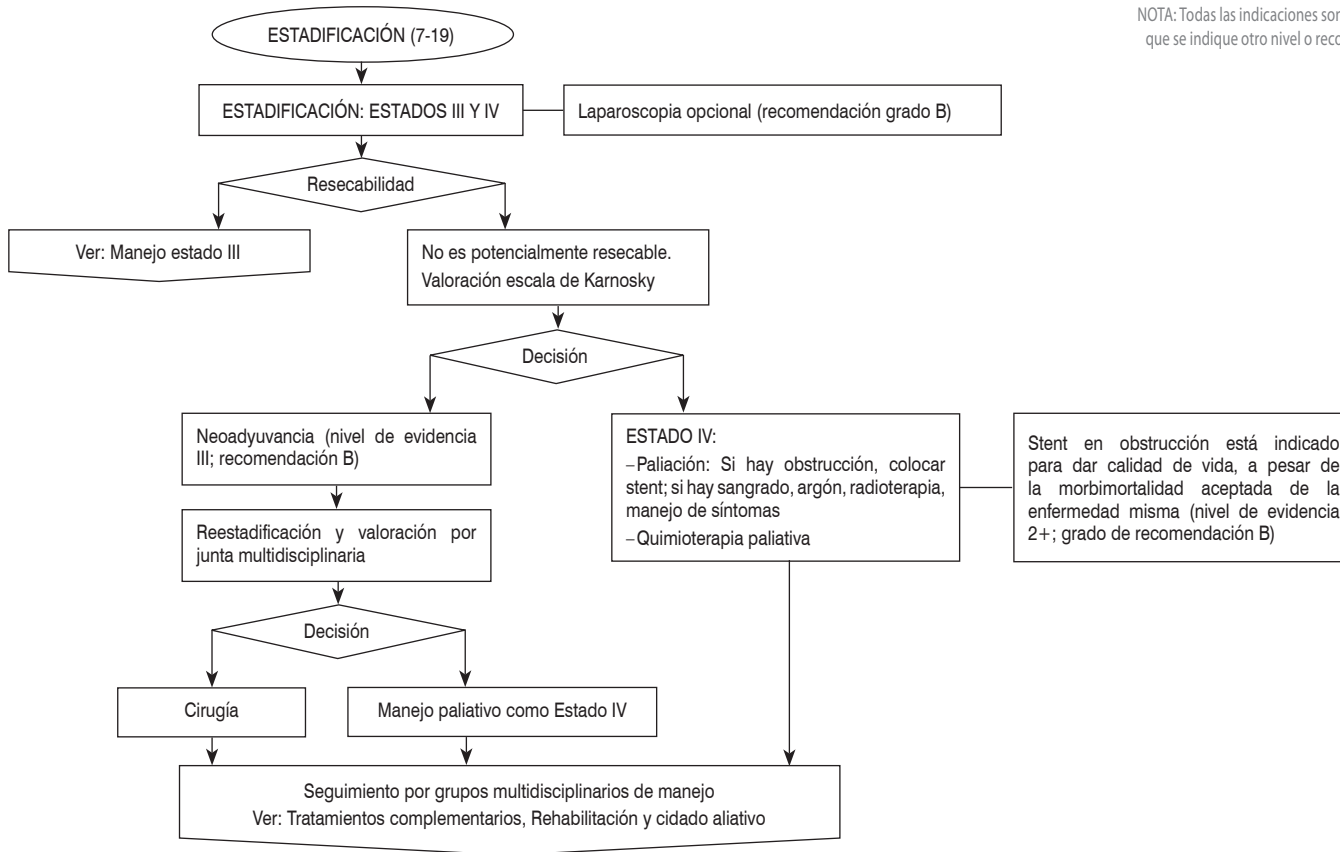 NOTA: Todas las indicaciones son
que se indique otro nivel o reco
ESTADIFICACIÓN (7-19)
ESTADIFICACIÓN: ESTADOS III Y IV
Laparoscopia opcional (recomendación grado B)
Resecabilidad
Ver: Manejo estado III
No es potencialmente resecable.
Valoración escala de Karnosky
Decisión
Neoadyuvancia (nivel de evidencia
III; recomendación B)
ESTADO IV:
–Paliación: Si hay obstrucción, colocar
stent; si hay sangrado, argón, radioterapia,
manejo de síntomas
–Quimioterapia paliativa
Stent en obstrucción está indicado
para dar calidad de vida, a pesar de
la morbimortalidad aceptada de la
enfermedad misma (nivel de evidencia
2+; grado de recomendación B)
Reestadificación y valoración por
junta multidisciplinaria
Decisión
Cirugía
Manejo paliativo como Estado IV
Seguimiento por grupos multidisciplinarios de manejo
Ver: Tratamientos complementarios, Rehabilitación y cidado aliativo